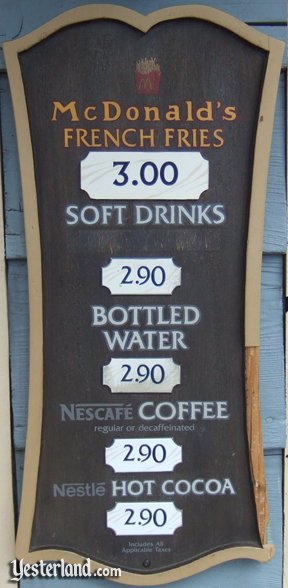 McDonald's
FRENCH FRIES
3.00
SOFT DRINKS
2.90
BOTTLED
WATER
2.90
NESCAFÉ COFFEE
regular or decaffeinated
2.90
Nestlé HOT COCOA
2.90
Includes All
Applicable Taxes
Yesterland.com